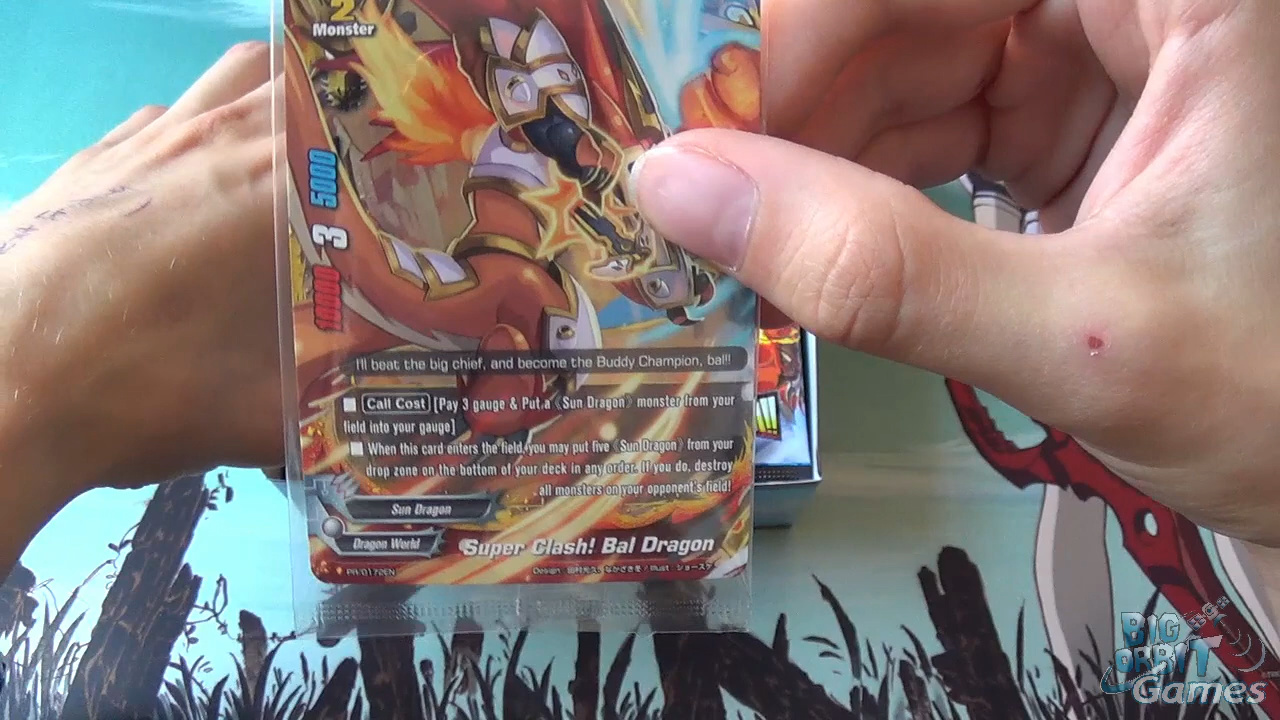 2
Monster
5000
3
I'll beat the big chief, and become the Buddy Champion, bal!!
Call Cost [Pay 3 gauge & Put a 《Sun Dragon》 monster from your
field into your gauge]
When this card enters the field, you may put five 《Sun Dragon》 from your
drop zone on the bottom of your deck in any order. If you do, destroy
all monsters on your opponent's field!
Sun Dragon
Dragon World
Super Clash! Bal Dragon
PR/0172EN
BIG
ORBIT
Games